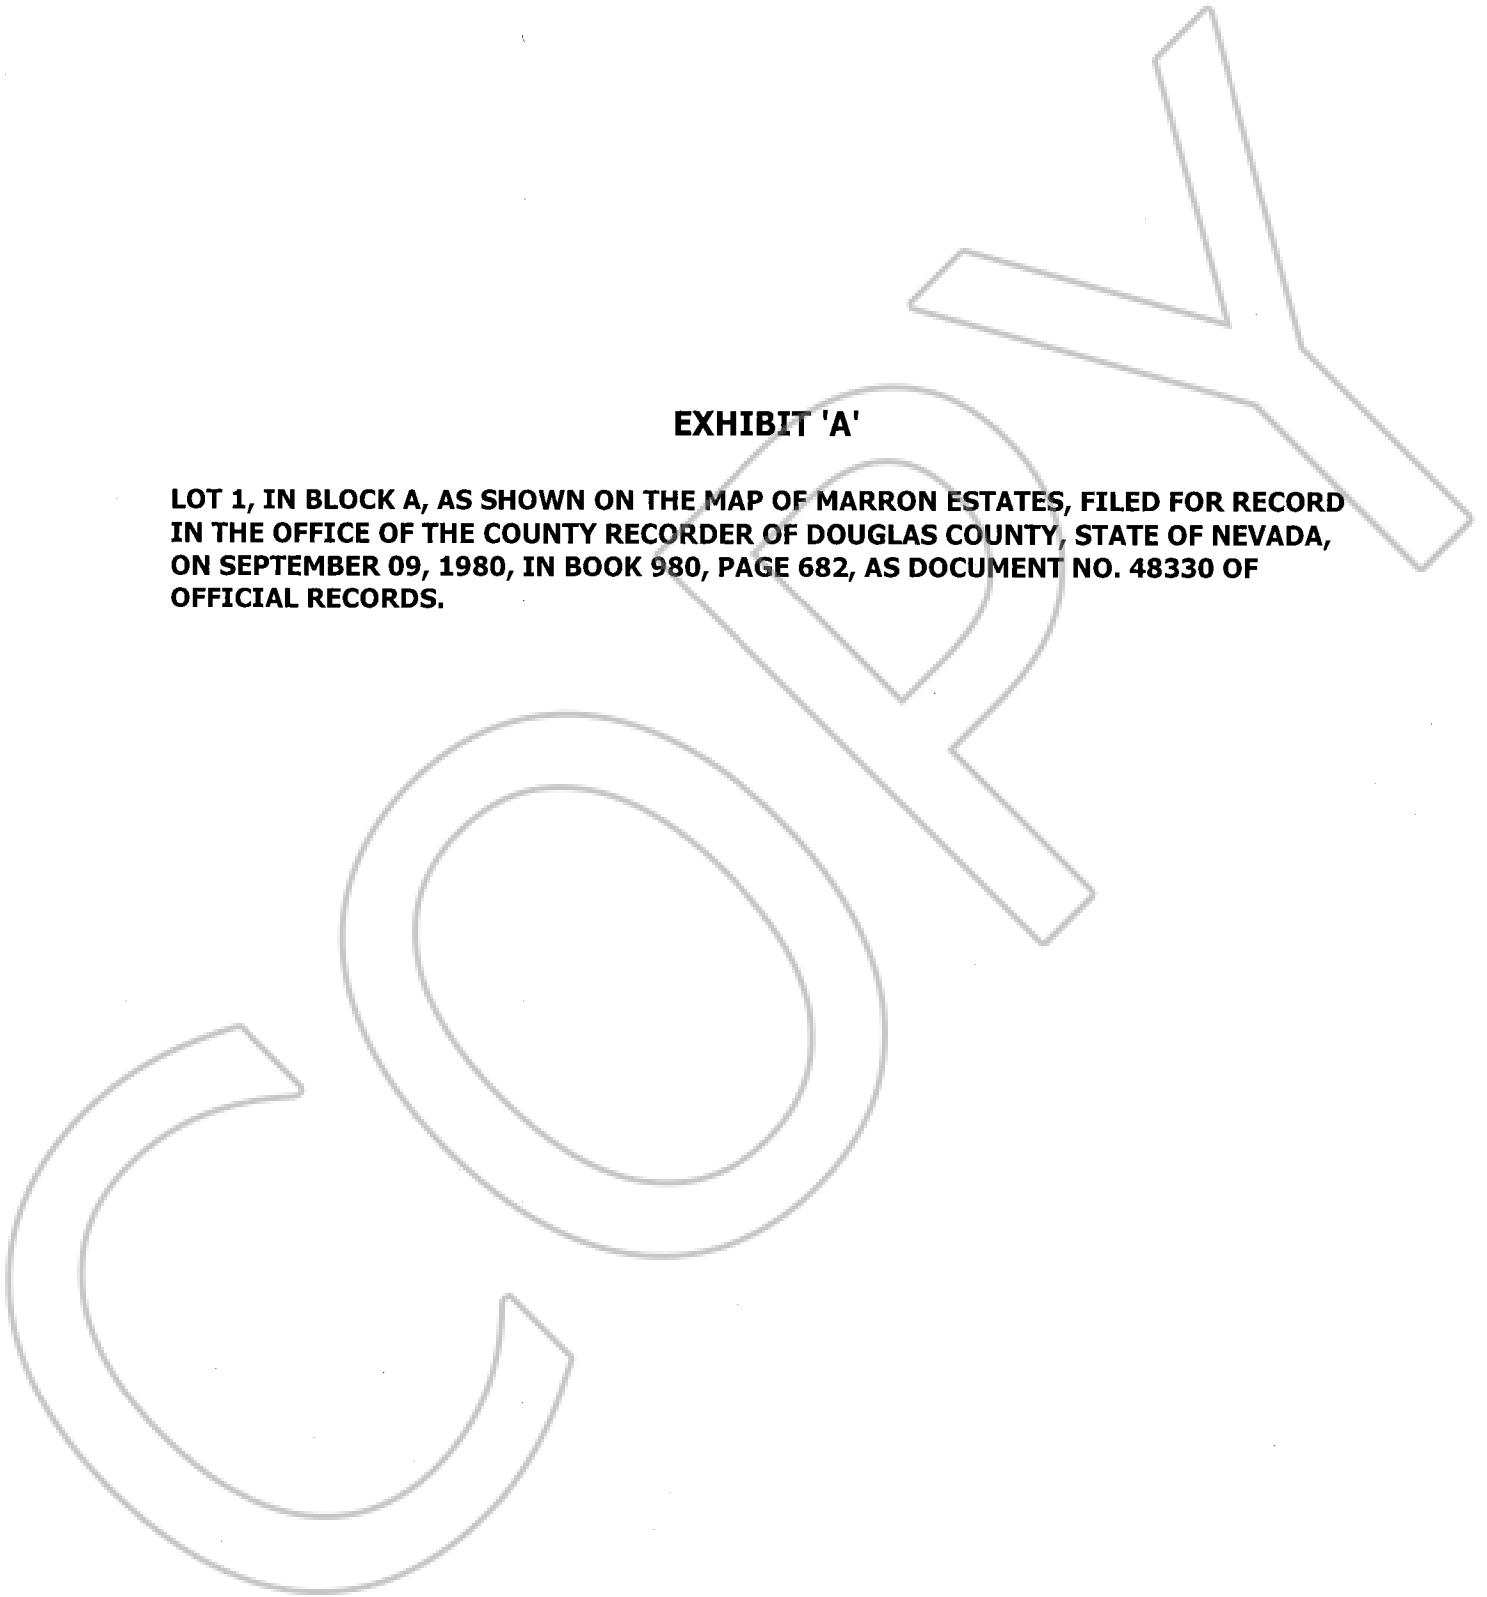 EXHIBIT 'A'
LOT 1, IN BLOCK A, AS SHOWN ON THE MAP OF MARRON ESTATES, FILED FOR RECORD
IN THE OFFICE OF THE COUNTY RECORDER OF DOUGLAS COUNTY, STATE OF NEVADA,
ON SEPTEMBER 09, 1980, IN BOOK 980, PAGE 682, AS DOCUMENT NO. 48330 OF
OFFICIAL RECORDS.
COPY